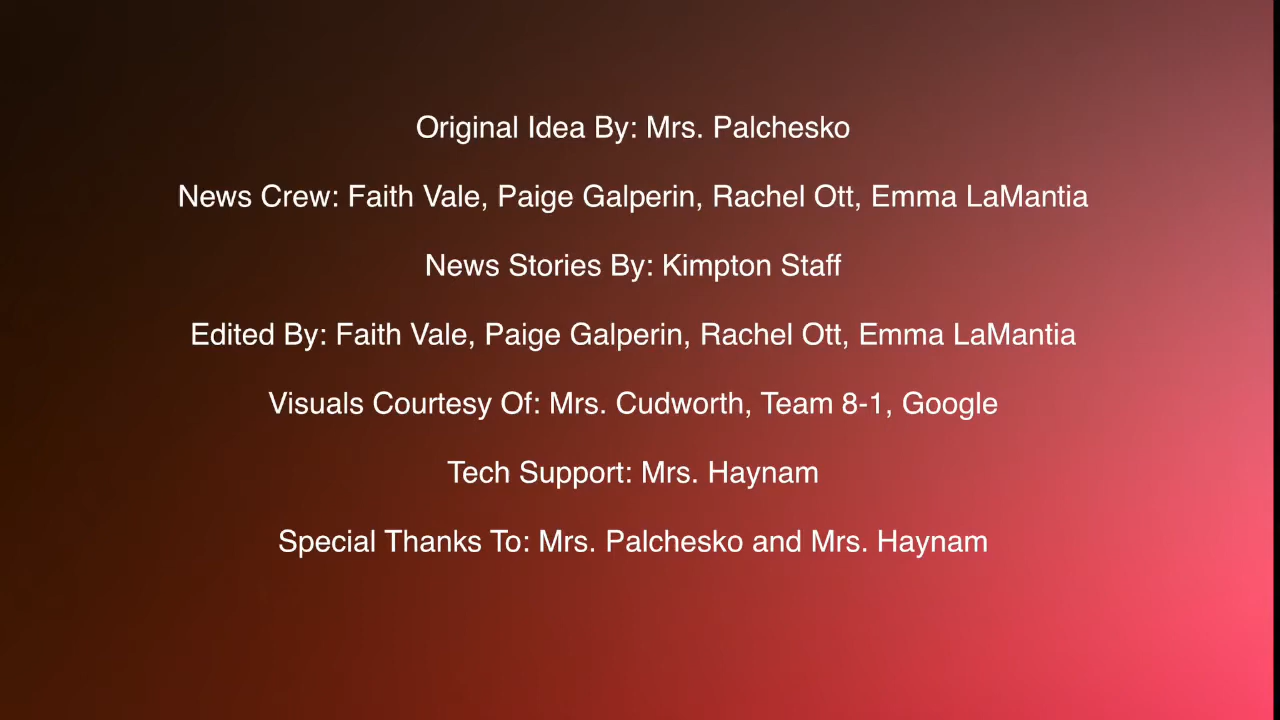 Original Idea By: Mrs. Palchesko
News Crew: Faith Vale, Paige Galperin, Rachel Ott, Emma LaMantia
News Stories By: Kimpton Staff
Edited By: Faith Vale, Paige Galperin, Rachel Ott, Emma LaMantia
Visuals Courtesy Of: Mrs. Cudworth, Team 8-1, Google
Tech Support: Mrs. Haynam
Special Thanks To: Mrs. Palchesko and Mrs. Haynam